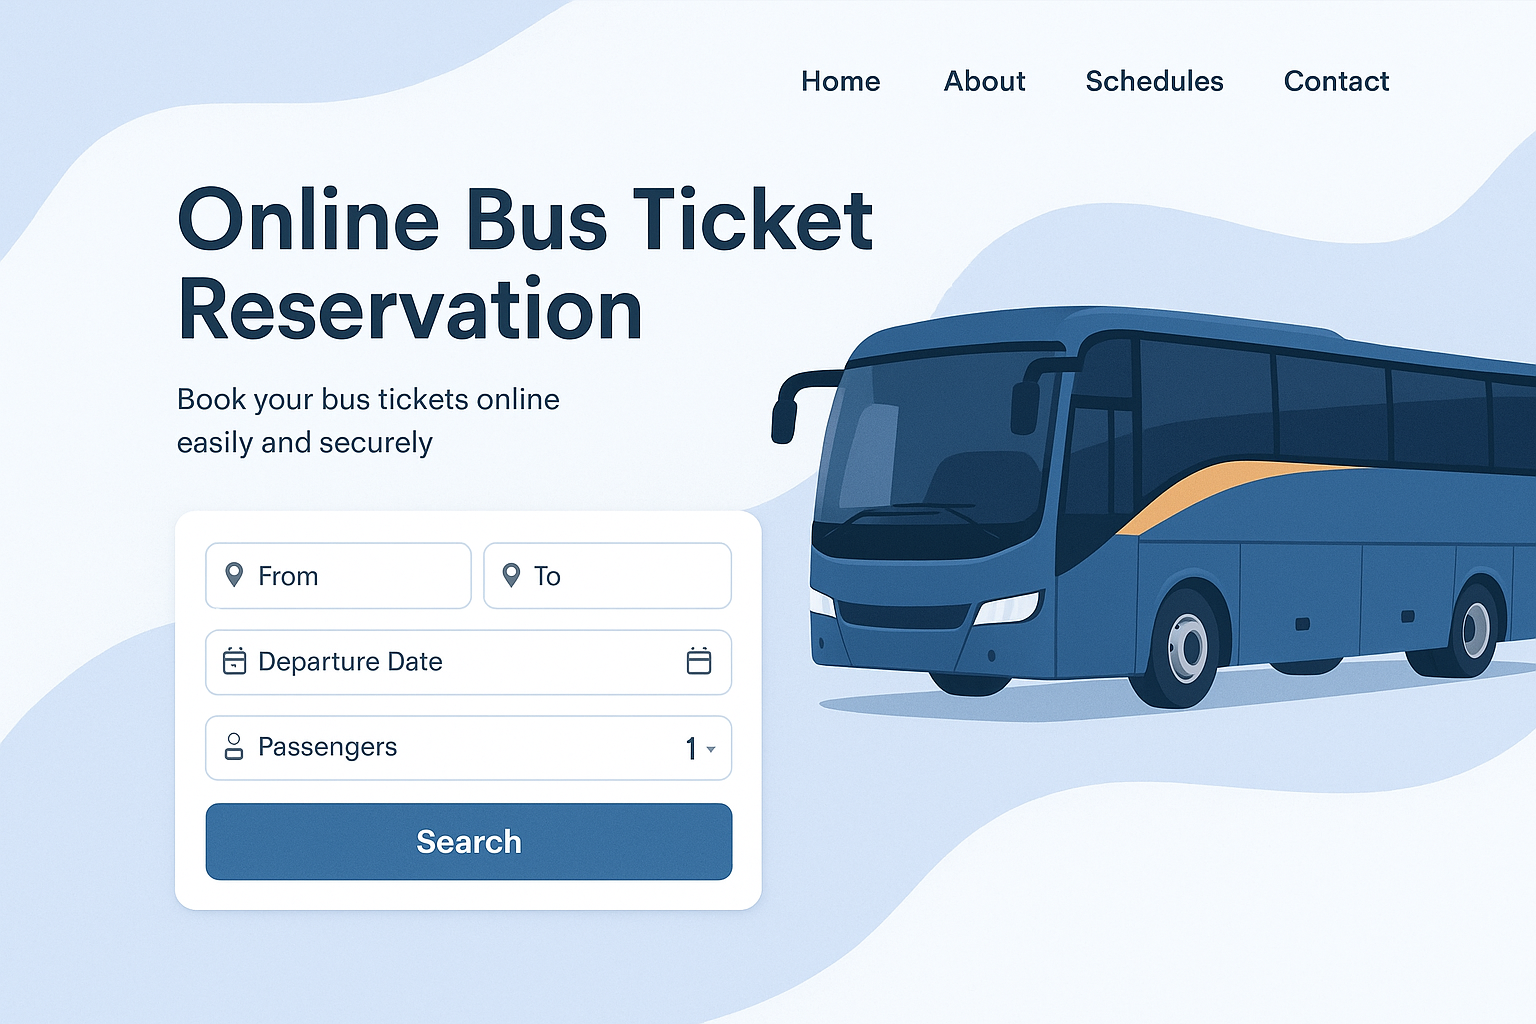 Home About Schedules Contact
Online Bus Ticket
Reservation
Book your bus tickets online
easily and securely
From To
Departure Date
Passengers 1
Search